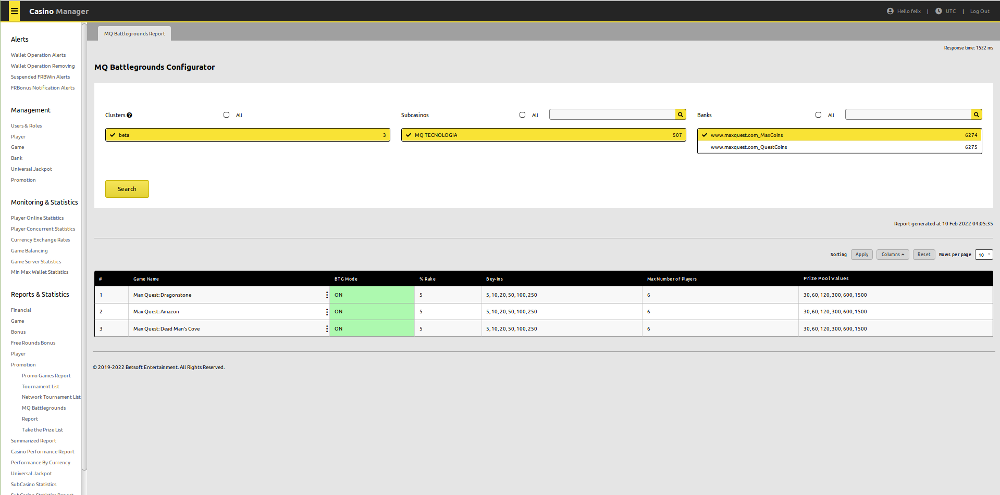 Casino Manager
Hello felix | UTC | Log Out
Alerts
Wallet Operation Alerts
Wallet Operation Removing
Suspended FRBWin Alerts
FRBonus Notification Alerts
Management
Users & Roles
Player
Game
Bank
Universal Jackpot
Promotion
Monitoring & Statistics
Player Online Statistics
Player Concurrent Statistics
Currency Exchange Rates
Game Balancing
Game Server Statistics
Min Max Wallet Statistics
Reports & Statistics
Financial
Game
Bonus
Free Rounds Bonus
Player
Promotion
Promo Games Report
Tournament List
Network Tournament List
MQ Battlegrounds
Report
Take the Prize List
Summarized Report
Casino Performance Report
Performance By Currency
Universal Jackpot
SubCasino Statistics
SubCasino Statistics Report
MQ Battlegrounds Report
Response time: 1522 ms
MQ Battlegrounds Configurator
Clusters All
beta 3
Subcasinos All
MQ TECNOLOGIA 507
Banks All
www.maxquest.com_MaxCoins 6274
www.maxquest.com_QuestCoins 6275
Search
Report generated at 10 Feb 2022 04:05:35
Sorting Apply Columns Reset Rows per page 10
# Game Name BTG Mode % Rake Buy-Ins Max Number of Players Prize Pool Values
1 Max Quest: Dragonstone ON 5 5, 10, 20, 50, 100, 250 6 30, 60, 120, 300, 600, 1500
2 Max Quest: Amazon ON 5 5, 10, 20, 50, 100, 250 6 30, 60, 120, 300, 600, 1500
3 Max Quest: Dead Man's Cove ON 5 5, 10, 20, 50, 100, 250 6 30, 60, 120, 300, 600, 1500
© 2019-2022 Betsoft Entertainment. All Rights Reserved.